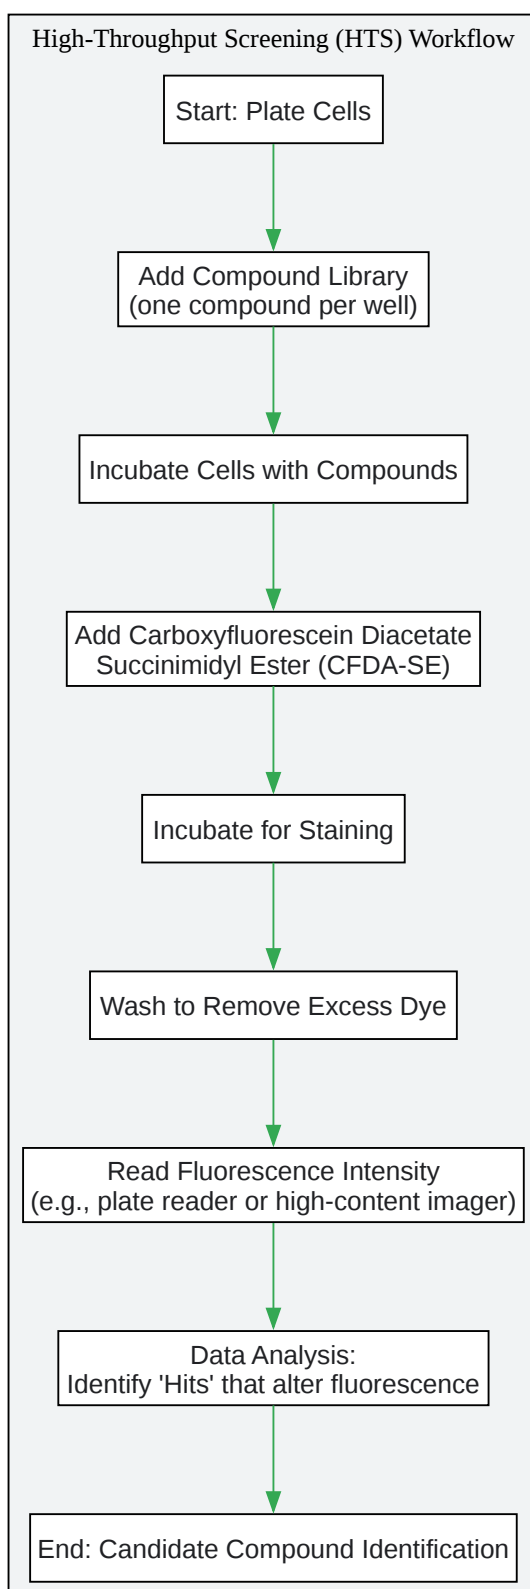 High-Throughput Screening (HTS) Workflow
Start: Plate Cells
Add Compound Library
(one compound per well)
Incubate Cells with Compounds
Add Carboxyfluorescein Diacetate
Succinimidyl Ester (CFDA-SE)
Incubate for Staining
Wash to Remove Excess Dye
Read Fluorescence Intensity
(e.g., plate reader or high-content imager)
Data Analysis:
Identify 'Hits' that alter fluorescence
End: Candidate Compound Identification